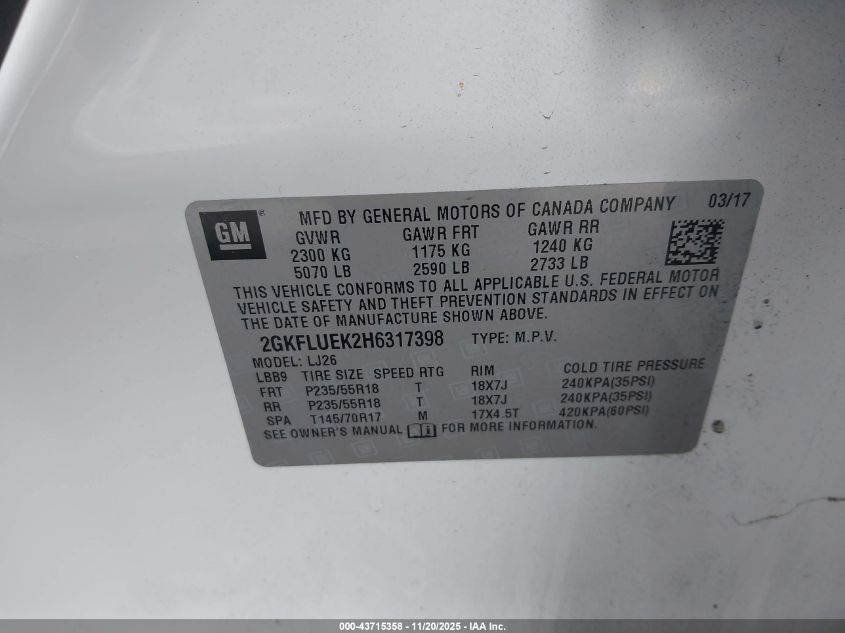 GM ® MFD BY GENERAL MOTORS OF CANADA COMPANY 03/17
GVWR GAWR FRT GAWR RR
2300 KG 1175 KG 1240 KG
5070 LB 2590 LB 2733 LB
THIS VEHICLE CONFORMS TO ALL APPLICABLE U.S. FEDERAL MOTOR
VEHICLE SAFETY AND THEFT PREVENTION STANDARDS IN EFFECT ON
THE DATE OF MANUFACTURE SHOWN ABOVE.
2GKFLUEK2H6317398 TYPE: M.P.V.
MODEL: LJ26
LBB9 TIRE SIZE SPEED RTG RIM COLD TIRE PRESSURE
FRT P235/55R18 T 18X7J 240KPA(35PSI)
RR P235/55R18 T 18X7J 240KPA(35PSI)
SPA T145/70R17 M 17X4.5T 420KPA(60PSI)
SEE OWNER'S MANUAL i FOR MORE INFORMATION.
000-43715358 - 11/20/2025 - IAA Inc.